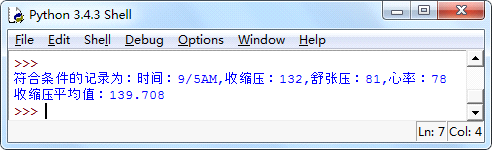 Python 3.4.3 Shell
File Edit Shell Debug Options Window Help
>>>
符合条件的记录为：时间：9/5AM,收缩压：132,舒张压：81,心率：78
收缩压平均值：139.708
>>>
Ln: 7 Col: 4